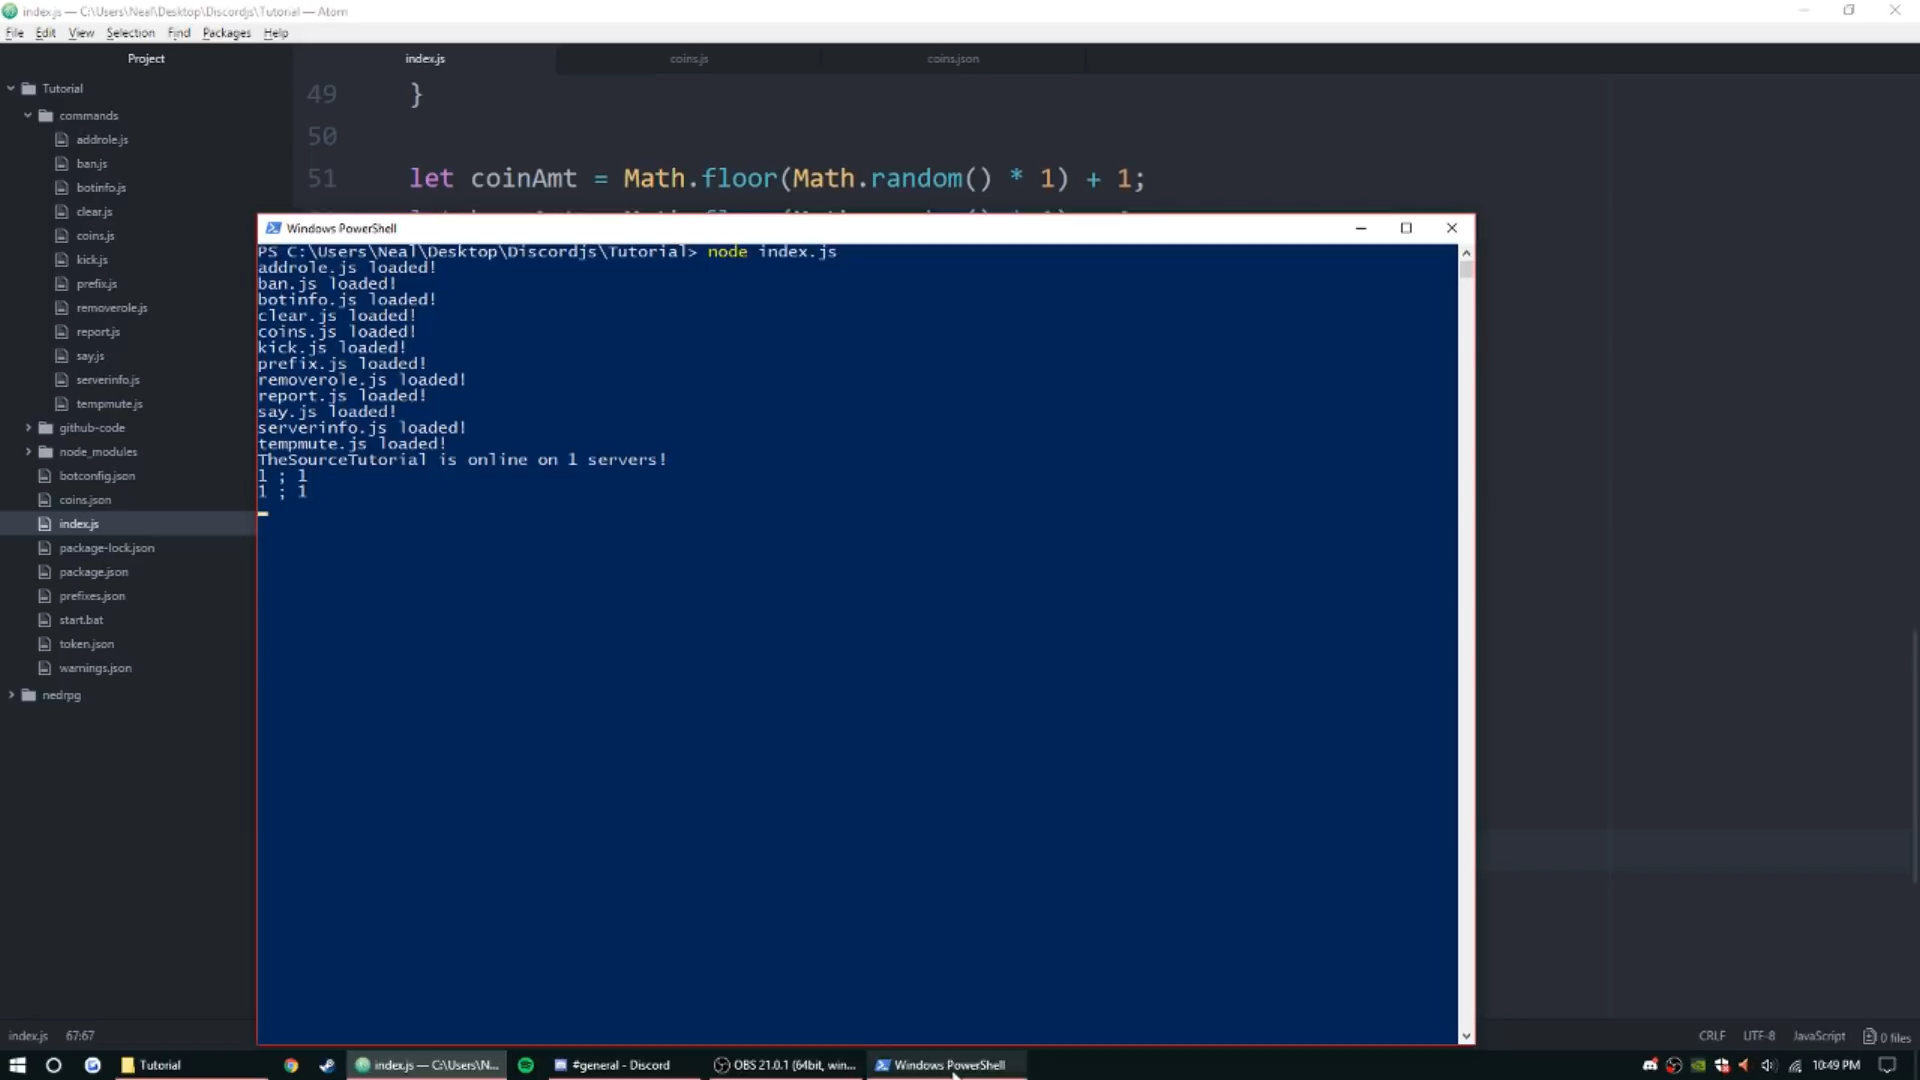 index.js — C:\Users\Neal\Desktop\Discordjs\Tutorial — Atom
File Edit View Selection Find Packages Help
Project
index.js
coins.js
coins.json
Tutorial
commands
addrole.js
ban.js
botinfo.js
clear.js
coins.js
kick.js
prefix.js
removerole.js
report.js
say.js
serverinfo.js
tempmute.js
github-code
node_modules
botconfig.json
coins.json
index.js
package-lock.json
package.json
prefixes.json
start.bat
token.json
warnings.json
nedrpg
49 }
50
51 let coinAmt = Math.floor(Math.random() * 1) + 1;
Windows PowerShell
PS C:\Users\Neal\Desktop\Discordjs\Tutorial> node index.js
addrole.js loaded!
ban.js loaded!
botinfo.js loaded!
clear.js loaded!
coins.js loaded!
kick.js loaded!
prefix.js loaded!
removerole.js loaded!
report.js loaded!
say.js loaded!
serverinfo.js loaded!
tempmute.js loaded!
TheSourceTutorial is online on 1 servers!
1 ; 1
1 ; 1
index.js 67:67
CRLF UTF-8 JavaScript 0 files
Tutorial
index.js — C:\Users\N...
#general - Discord
OBS 21.0.1 (64bit, win...
Windows PowerShell
10:49 PM